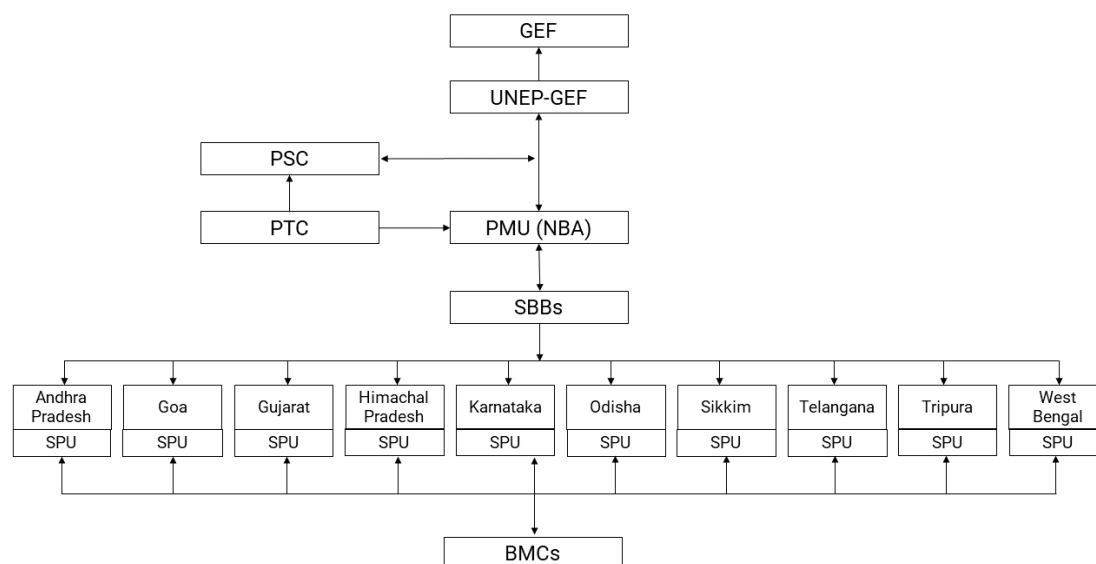 GEF
UNEP-GEF
PSC
PTC
PMU (NBA)
SBBs
Andhra
Pradesh
SPU
Goa
SPU
Gujarat
SPU
Himachal
Pradesh
SPU
Karnataka
SPU
Odisha
SPU
Sikkim
SPU
Telangana
SPU
Tripura
SPU
West
Bengal
SPU
BMCs